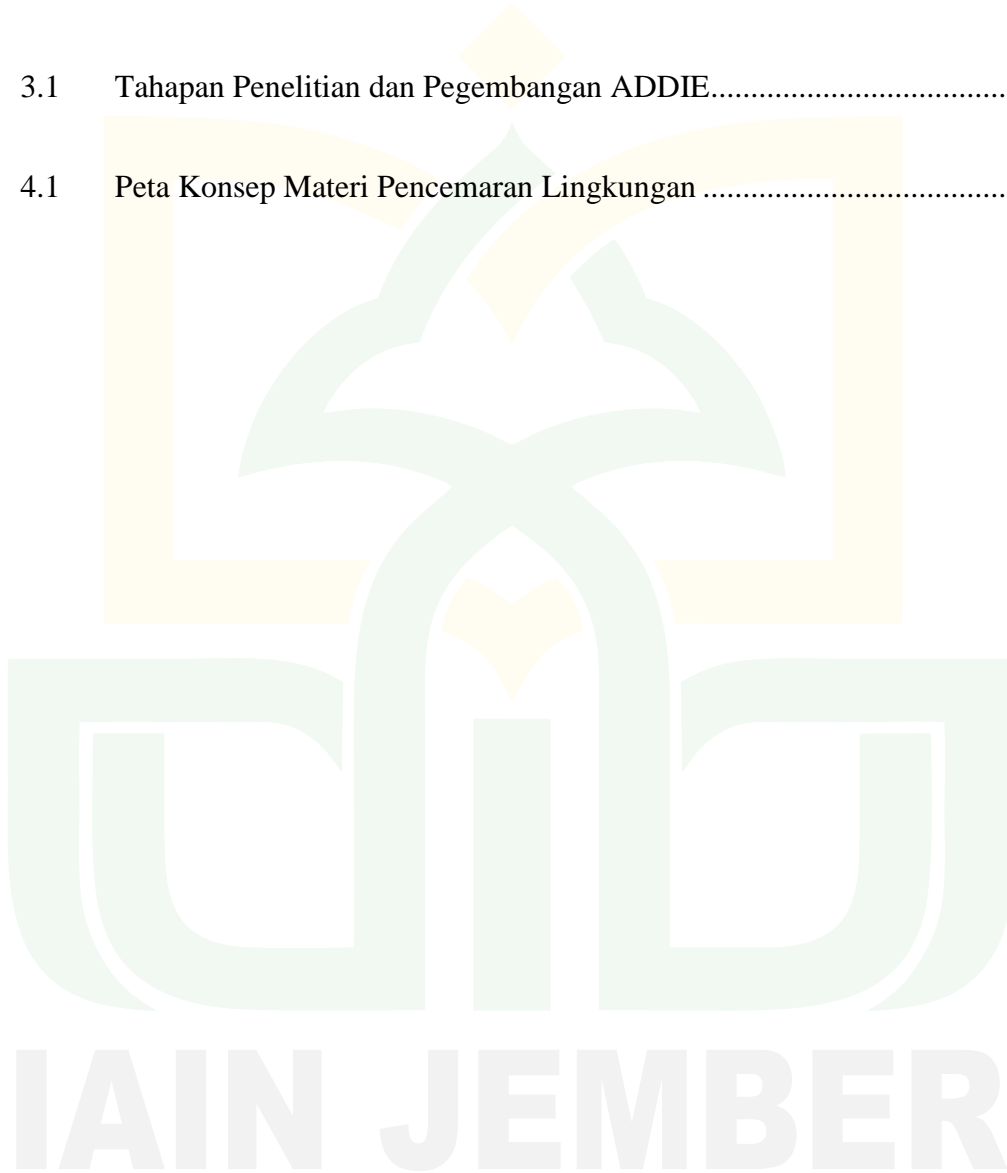 3.1 Tahapan Penelitian dan Pegembangan ADDIE.....................................
4.1 Peta Konsep Materi Pencemaran Lingkungan ......................................
IAIN JEMBER